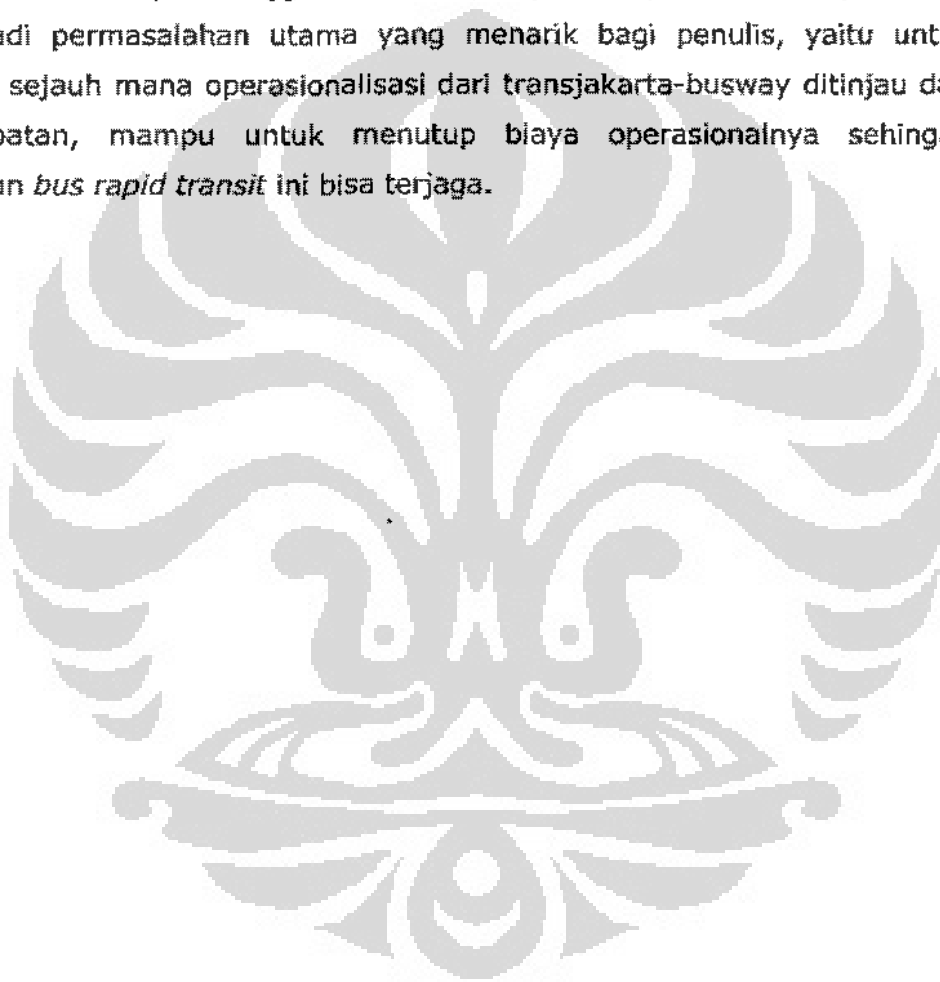 adi permasalahan utama yang menarik bagi penulis, yaitu unt
sejauh mana operasionalisasi dari transjakarta-busway ditinjau da
patan, mampu untuk menutup biaya operasionalnya sehing
n bus rapid transit ini bisa terjaga.